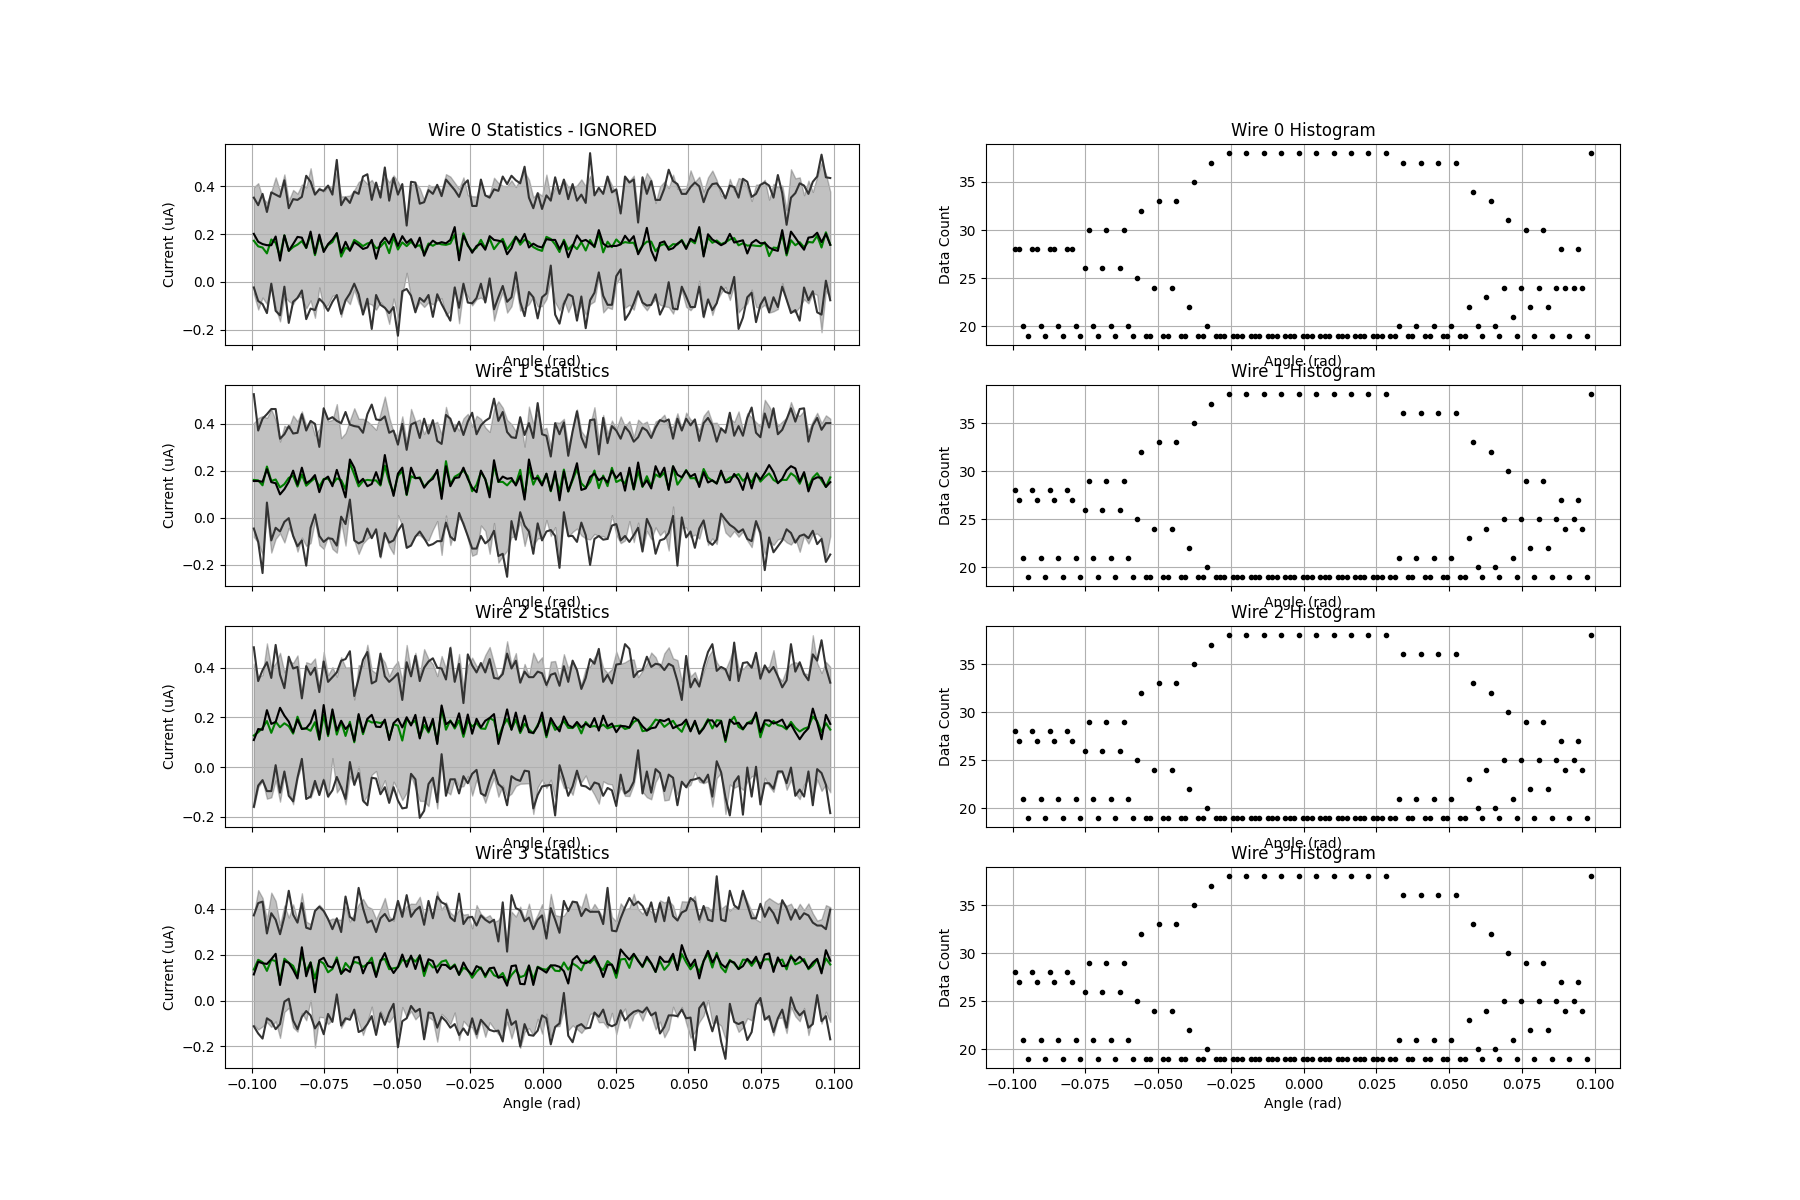 Wire 0 Statistics - IGNORED
Current (uA)
0.4
0.2
0.0
−0.2
Angle (rad)
Wire 0 Histogram
Data Count
35
30
25
20
Angle (rad)
Wire 1 Statistics
Current (uA)
0.4
0.2
0.0
−0.2
Angle (rad)
Wire 1 Histogram
Data Count
35
30
25
20
Angle (rad)
Wire 2 Statistics
Current (uA)
0.4
0.2
0.0
−0.2
Angle (rad)
Wire 2 Histogram
Data Count
35
30
25
20
Angle (rad)
Wire 3 Statistics
Current (uA)
0.4
0.2
0.0
−0.2
−0.100 −0.075 −0.050 −0.025 0.000 0.025 0.050 0.075 0.100
Angle (rad)
Wire 3 Histogram
Data Count
35
30
25
20
−0.100 −0.075 −0.050 −0.025 0.000 0.025 0.050 0.075 0.100
Angle (rad)